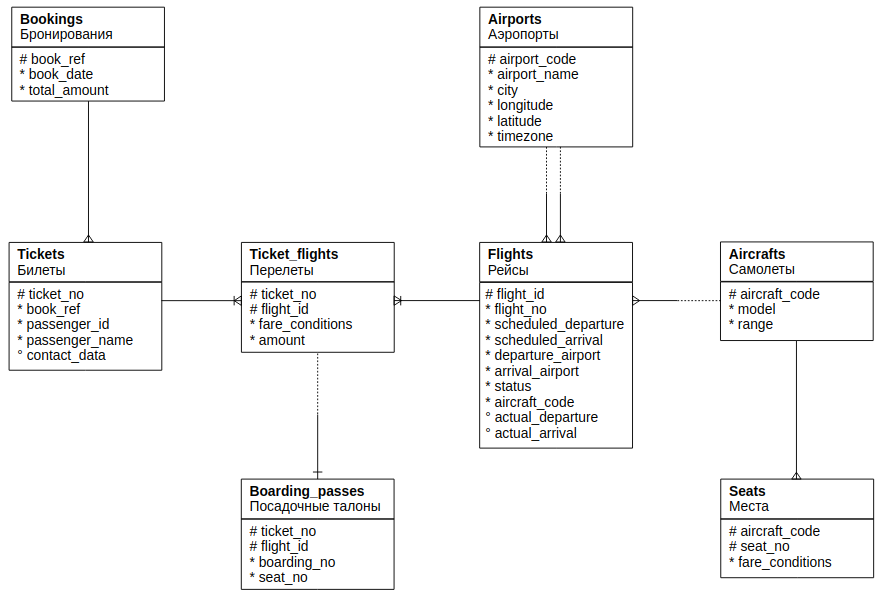 Bookings
Бронирования
# book_ref
* book_date
* total_amount
Airports
Аэропорты
# airport_code
* airport_name
* city
* longitude
* latitude
* timezone
Tickets
Билеты
# ticket_no
* book_ref
* passenger_id
* passenger_name
° contact_data
Ticket_flights
Перелеты
# ticket_no
# flight_id
* fare_conditions
* amount
Flights
Рейсы
# flight_id
* flight_no
* scheduled_departure
* scheduled_arrival
* departure_airport
* arrival_airport
* status
* aircraft_code
° actual_departure
° actual_arrival
Aircrafts
Самолеты
# aircraft_code
* model
* range
Boarding_passes
Посадочные талоны
# ticket_no
# flight_id
* boarding_no
* seat_no
Seats
Места
# aircraft_code
# seat_no
* fare_conditions